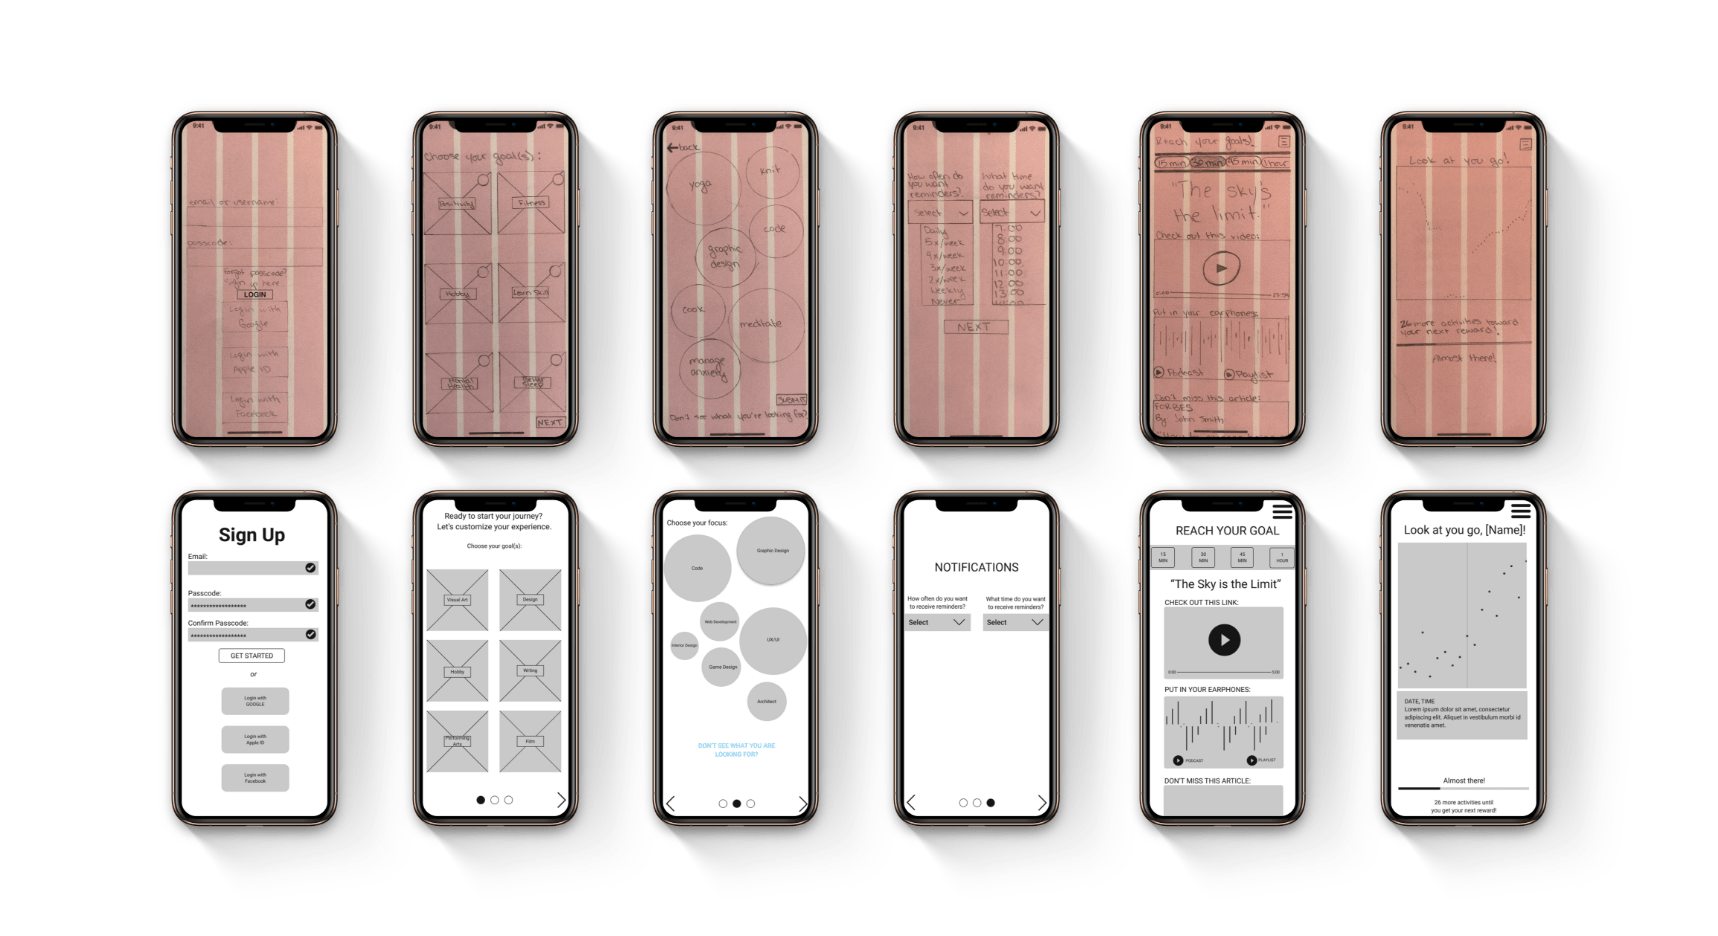 9:41
email or username:
passcode:
Forgot passcode?
Sign up here
LOGIN
Login with
Google
Login with
Apple ID
Login with
Facebook
9:41
Choose your goal(s):
Positivity
Fitness
Hobby
Learn Skill
Mental
Health
Better
Sleep
NEXT
9:41
back
yoga
knit
code
graphic
design
cook
meditate
manage
anxiety
SUBMIT
Don't see what you're looking for?
9:41
How often do
you want
reminders?
What time
do you want
reminders?
Select
Select
Daily
5x/week
4x/week
3x/week
2x/week
Weekly
Never
7:00
8:00
9:00
10:00
11:00
12:00
13:00
NEXT
9:41
Reach your goals!
15 min 30 min 45 min 1 hour
"The sky's
the limit."
Check out this video:
Put in your earphones:
Podcast
Playlist
Don't miss this article:
FORBES
By John Smith
9:41
Look at you go!
26 more activities toward
your next reward!
Almost there!
Sign Up
Email:
Passcode:
******************
Confirm Passcode:
******************
GET STARTED
or
Login with
GOOGLE
Login with
Apple ID
Login with
Facebook
Ready to start your journey?
Let's customize your experience.
Choose your goal(s):
Visual Art
Design
Hobby
Writing
Performing
Arts
Film
Choose your focus:
Graphic Design
Code
Web Development
UX/UI
Interior Design
Game Design
Architect
DON'T SEE WHAT YOU ARE
LOOKING FOR?
NOTIFICATIONS
How often do you want
to receive reminders?
What time do you want
to receive reminders?
Select
Select
REACH YOUR GOAL
15
MIN
30
MIN
45
MIN
1
HOUR
"The Sky is the Limit"
CHECK OUT THIS LINK:
PUT IN YOUR EARPHONES:
PODCAST
PLAYLIST
DON'T MISS THIS ARTICLE:
Look at you go, [Name]!
DATE, TIME
Lorem ipsum dolor sit amet, consectetur
adipiscing elit. Aliquet in vestibulum morbi id
venenatis amet.
Almost there!
26 more activities until
you get your next reward!